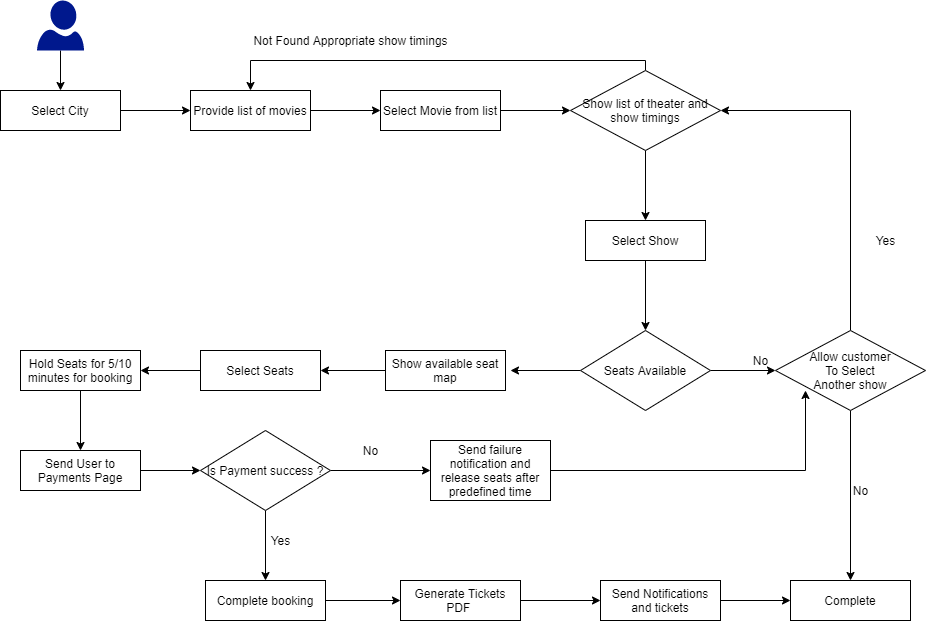 Not Found Appropriate show timings
Select City
Provide list of movies
Select Movie from list
Show list of theater and
show timings
Select Show
Yes
Hold Seats for 5/10
minutes for booking
Select Seats
Show available seat
map
Seats Available
No
Allow customer
To Select
Another show
Send User to
Payments Page
Is Payment success ?
No
Send failure
notification and
release seats after
predefined time
No
Yes
Complete booking
Generate Tickets
PDF
Send Notifications
and tickets
Complete